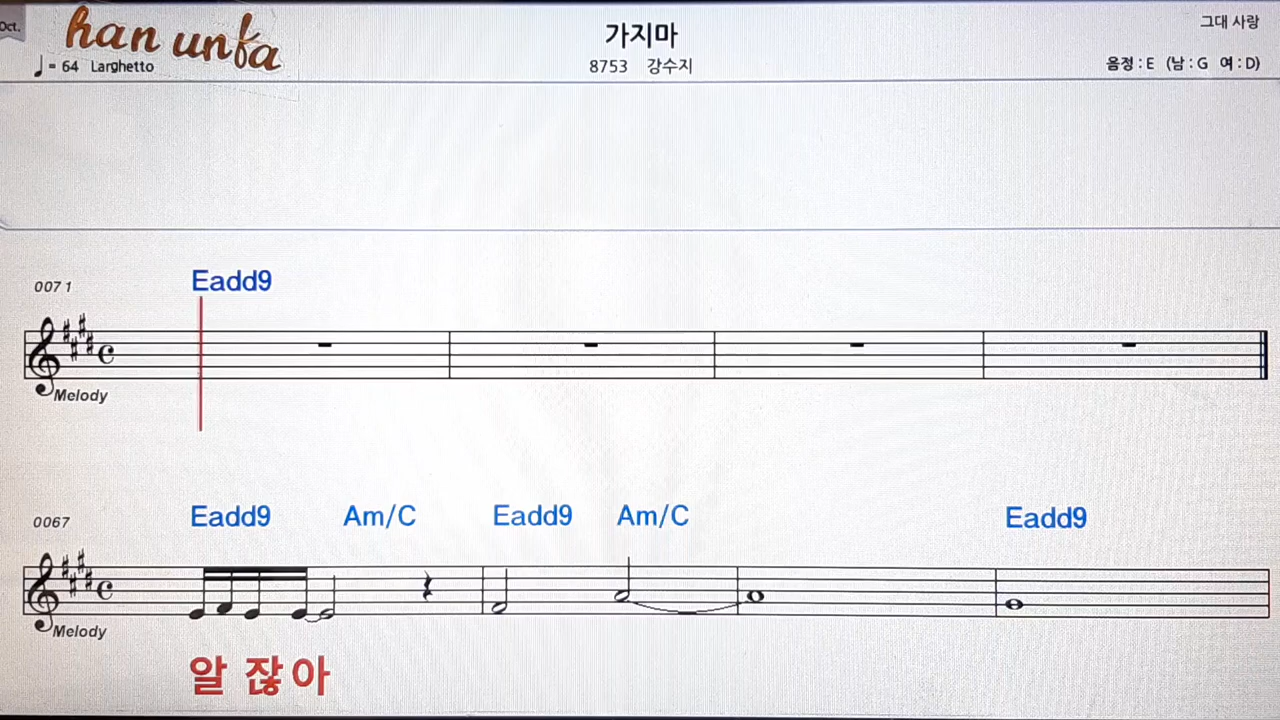 Oct.
han unfa
가지마
그대 사랑
♩= 64 Larghetto
8753 강수지
음정 : E (남 : G 여 : D)
0071
Eadd9
Melody
0067
Eadd9 Am/C Eadd9 Am/C Eadd9
Melody
알 잖아